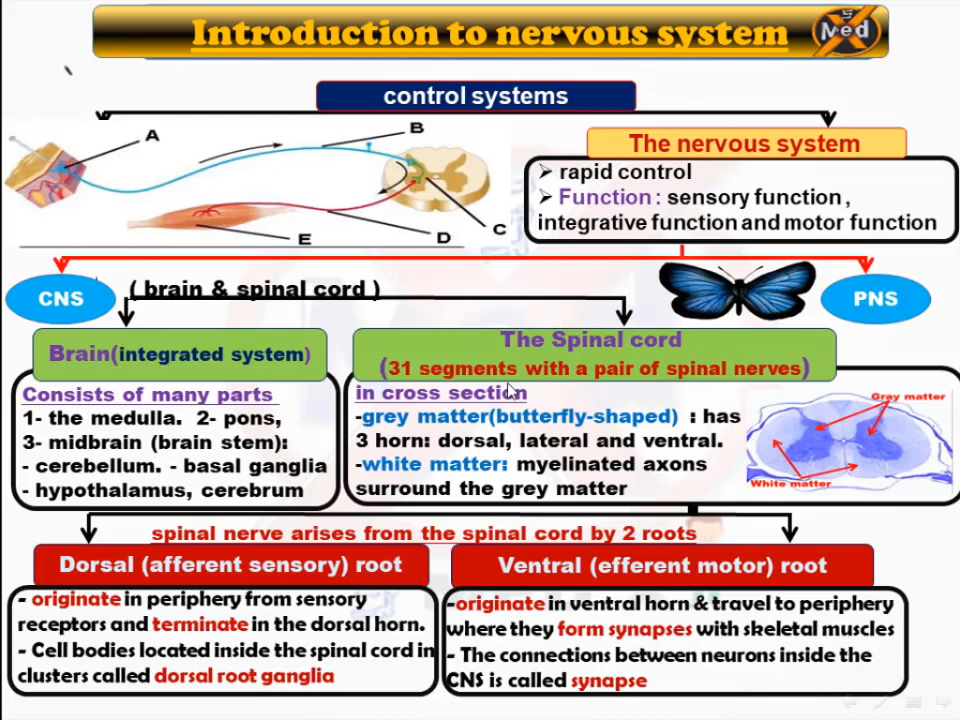 Introduction to nervous system
Med
control systems
A
B
C
D
E
The nervous system
➢ rapid control
➢ Function : sensory function ,
integrative function and motor function
CNS
( brain & spinal cord )
PNS
Brain(integrated system)
Consists of many parts
1- the medulla. 2- pons,
3- midbrain (brain stem):
- cerebellum. - basal ganglia
- hypothalamus, cerebrum
The Spinal cord
(31 segments with a pair of spinal nerves)
in cross section
-grey matter(butterfly-shaped) : has
3 horn: dorsal, lateral and ventral.
-white matter: myelinated axons
surround the grey matter
Gray matter
White matter
spinal nerve arises from the spinal cord by 2 roots
Dorsal (afferent sensory) root
- originate in periphery from sensory
receptors and terminate in the dorsal horn.
- Cell bodies located inside the spinal cord in
clusters called dorsal root ganglia
Ventral (efferent motor) root
-originate in ventral horn & travel to periphery
where they form synapses with skeletal muscles
- The connections between neurons inside the
CNS is called synapse